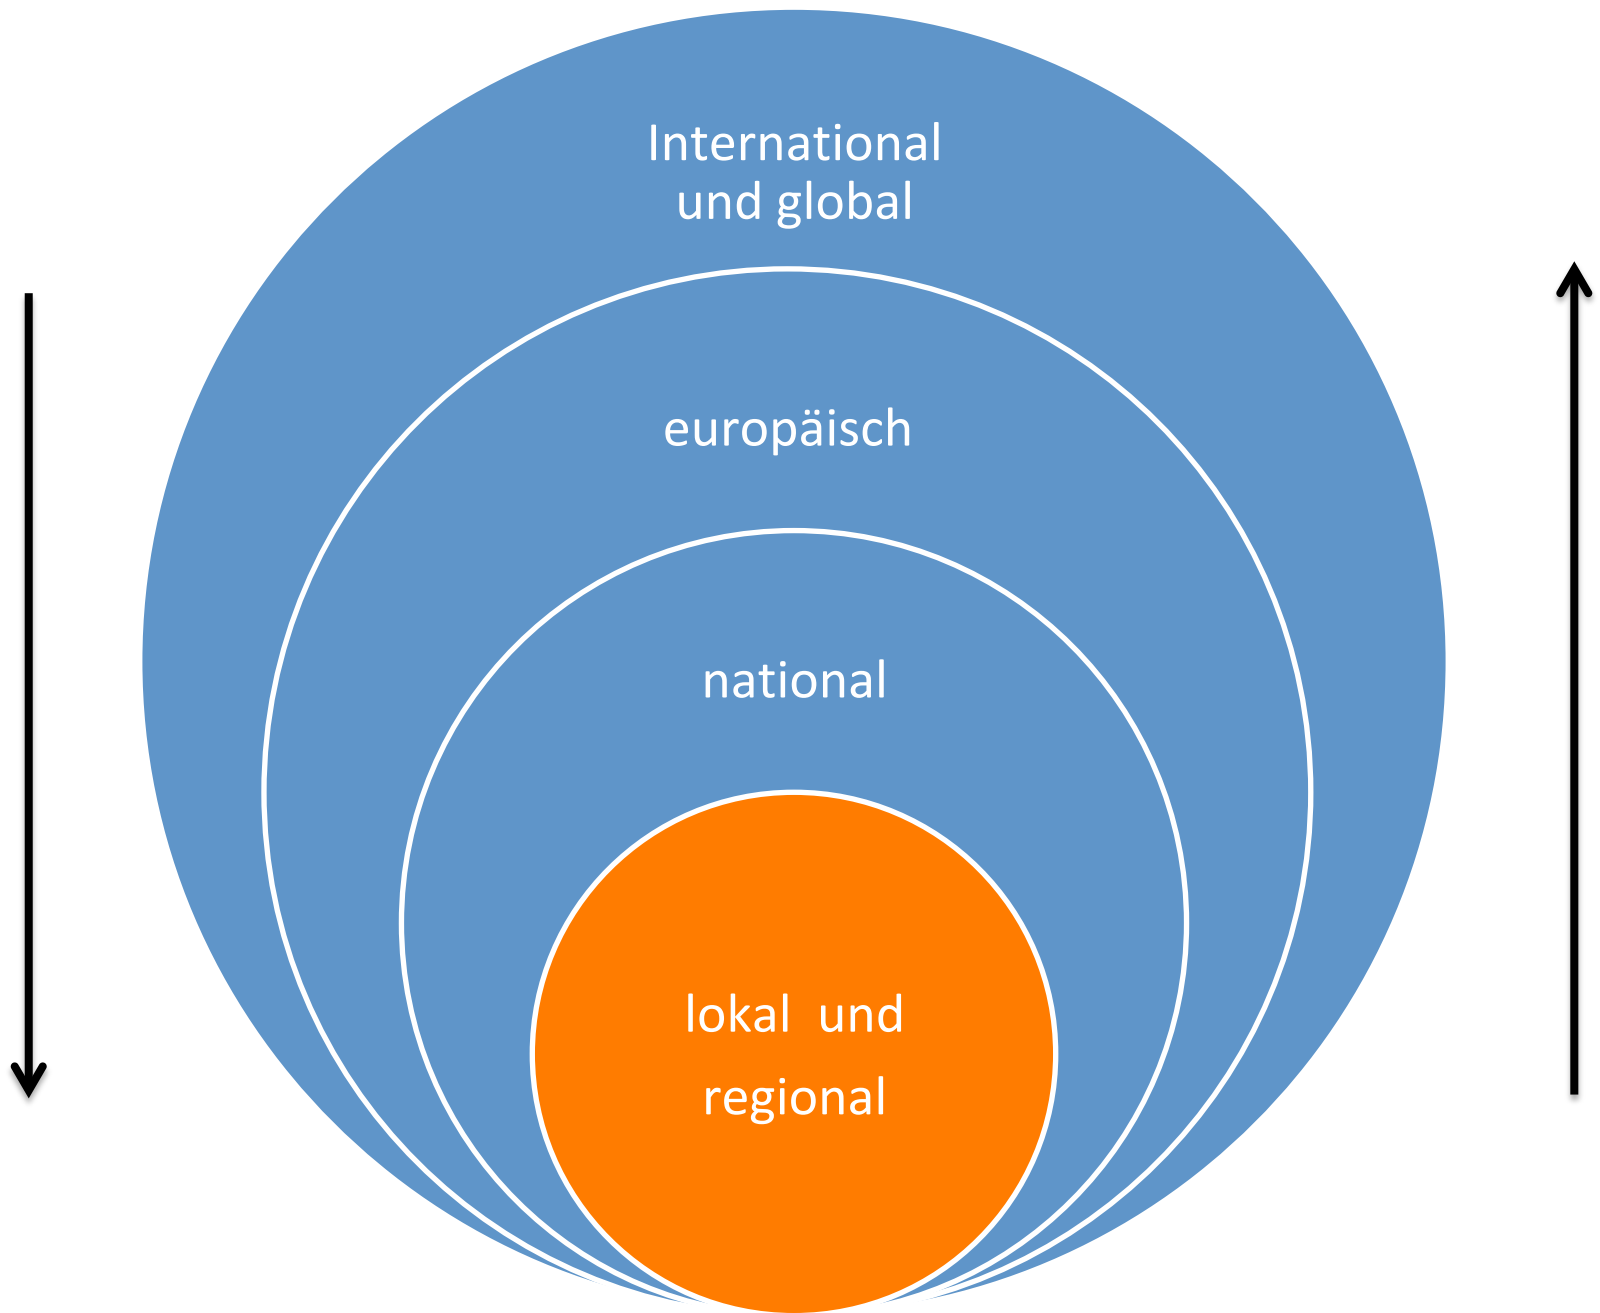 International
und global
europäisch
national
lokal und
regional